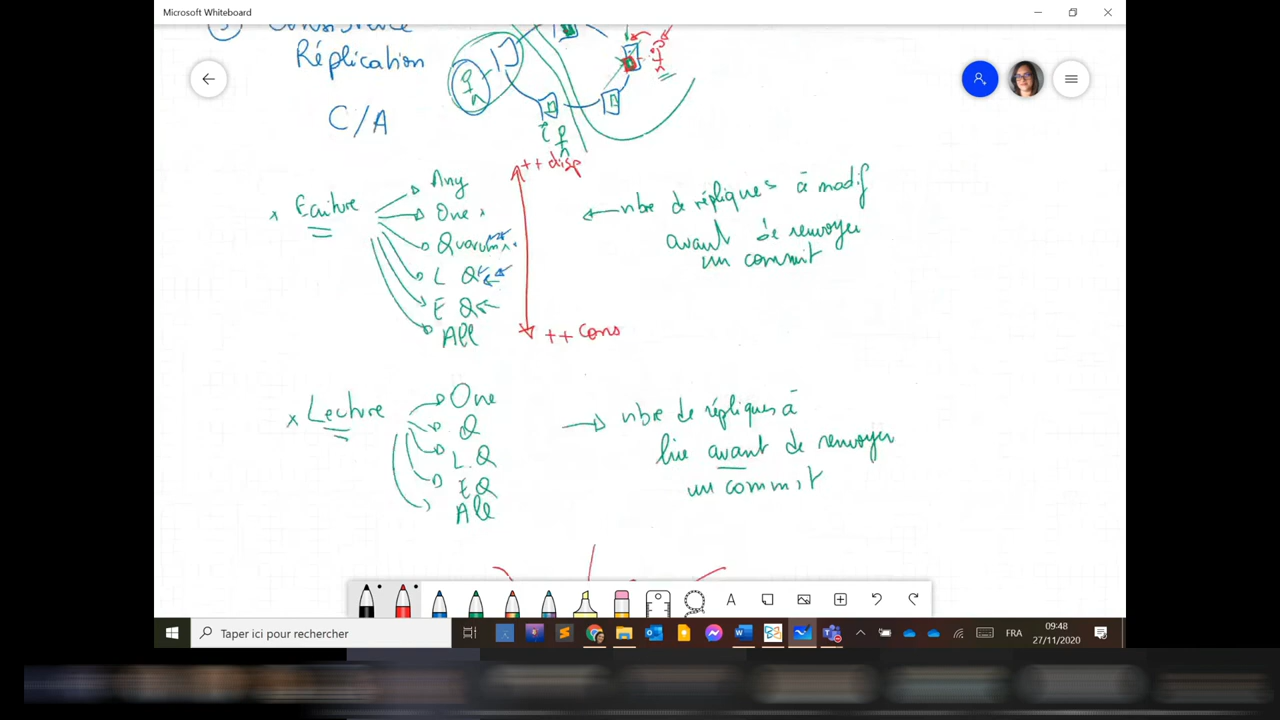 Microsoft Whiteboard
Consistence
Réplication
C/A
++ disp
x Ecriture
Any
One
Quorum
L Q
E Q
All
++ cons
nbre de répliques à modif
avant de renvoyer
un commit
x Lecture
One
Q
L.Q
EQ
All
nbre de répliques à
lire avant de renvoyer
un commit
Taper ici pour rechercher
FRA
09:48
27/11/2020